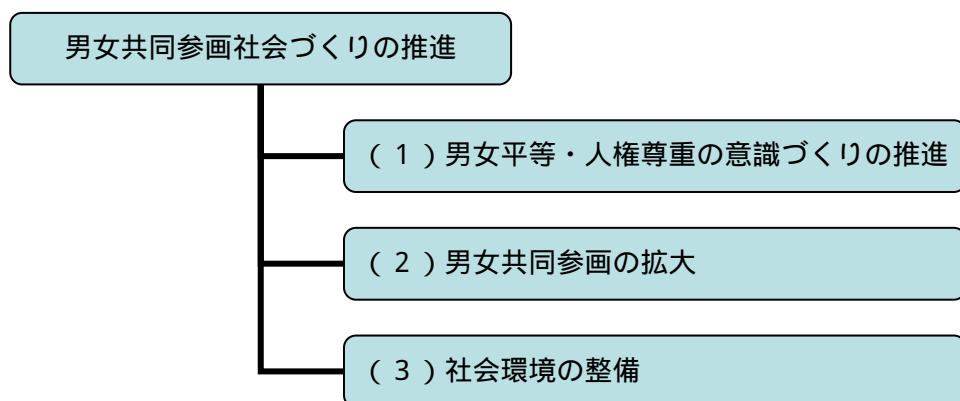 男女共同参画社会づくりの推進
(１)男女平等・人権尊重の意識づくりの推進
(２)男女共同参画の拡大
(３)社会環境の整備